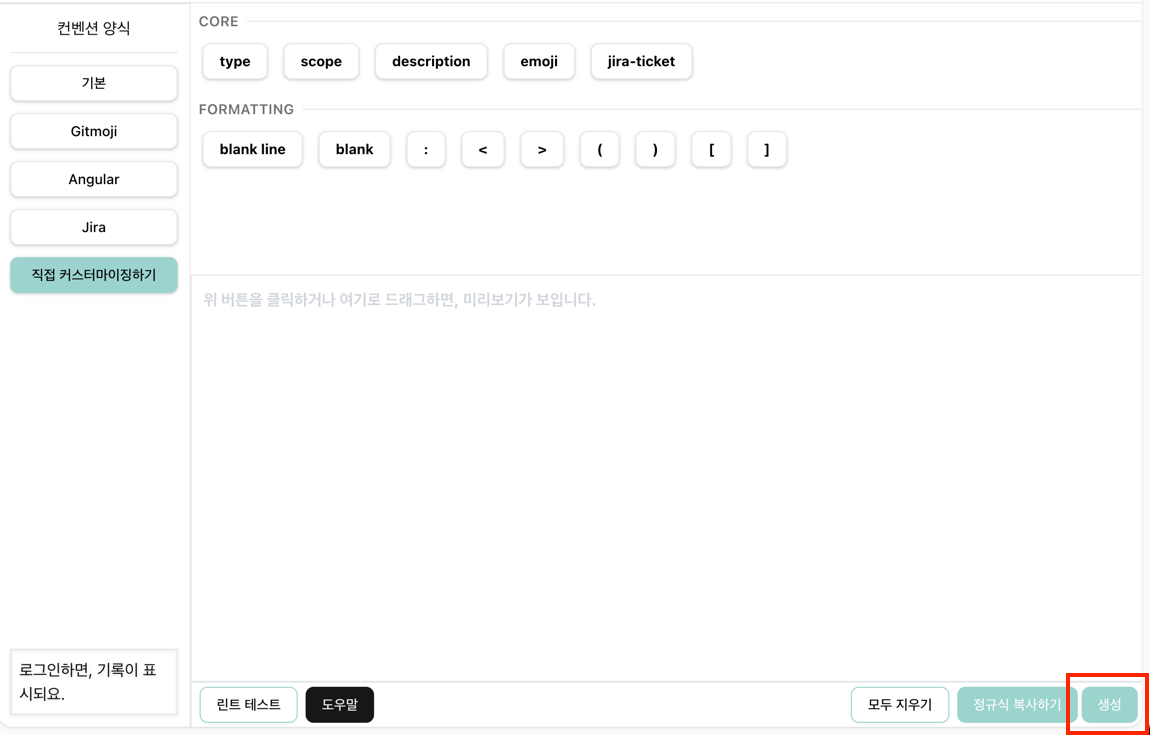 컨벤션 양식
기본
Gitmoji
Angular
Jira
직접 커스터마이징하기
로그인하면, 기록이 표
시되요.
CORE
type scope description emoji jira-ticket
FORMATTING
blank line blank : < > ( ) [ ]
위 버튼을 클릭하거나 여기로 드래그하면, 미리보기가 보입니다.
린트 테스트 도우말 모두 지우기 정규식 복사하기 생성